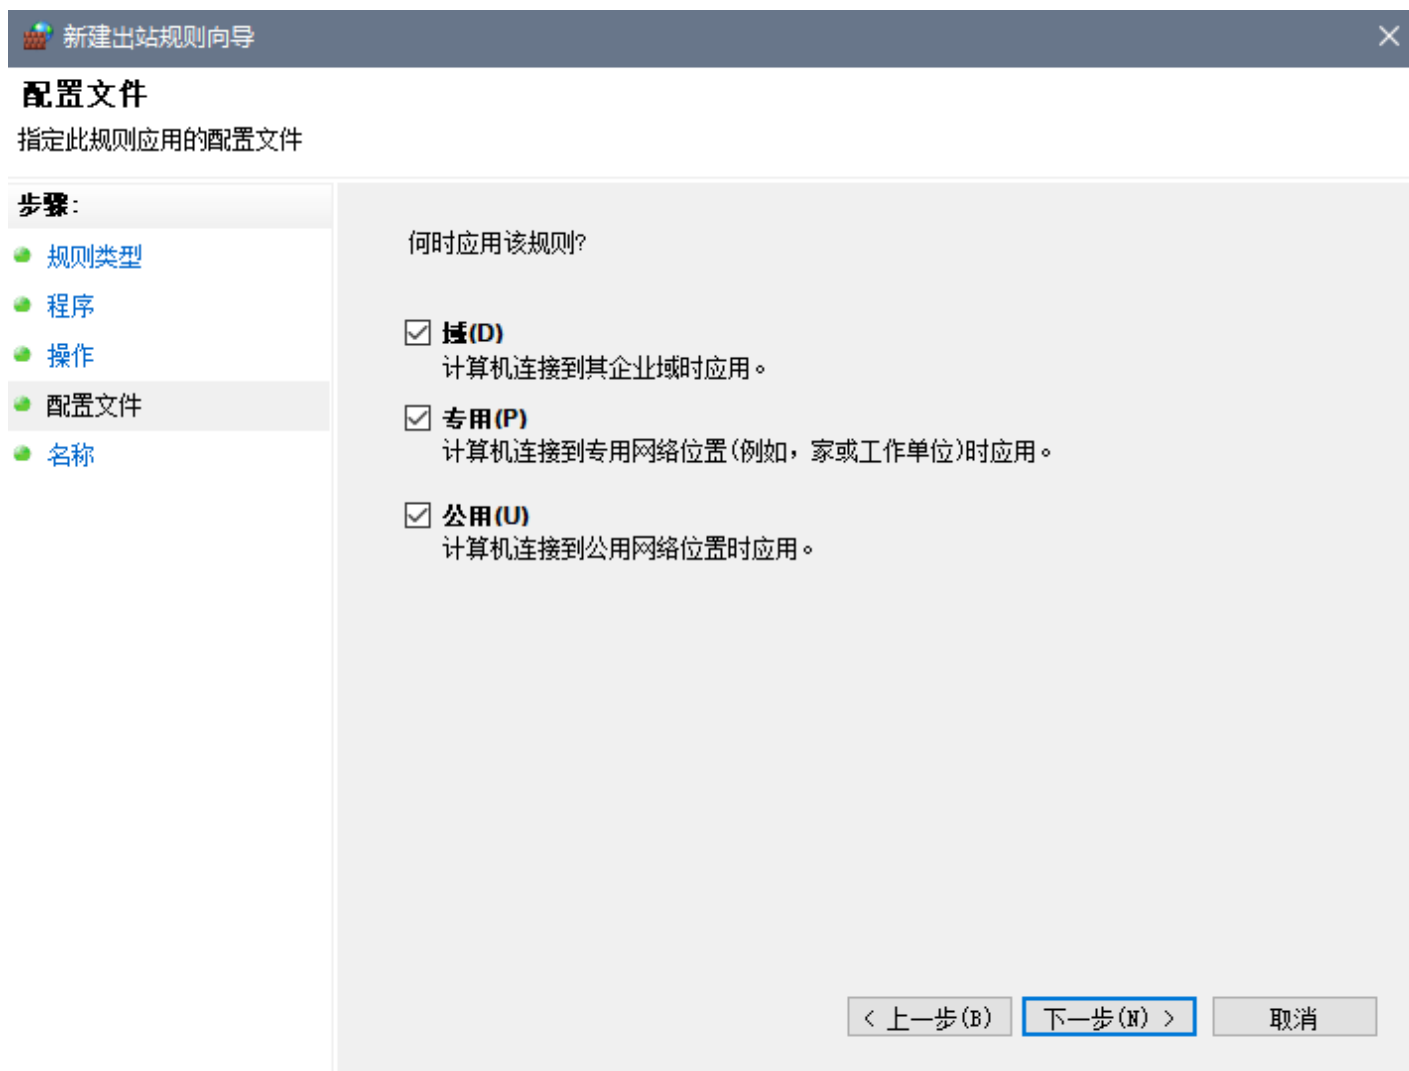 新建出站规则向导
配置文件
指定此规则应用的配置文件
步骤:
规则类型
程序
操作
配置文件
名称
何时应用该规则?
域(D)
计算机连接到其企业域时应用。
专用(P)
计算机连接到专用网络位置(例如，家或工作单位)时应用。
公用(U)
计算机连接到公用网络位置时应用。
< 上一步(B)
下一步(N) >
取消